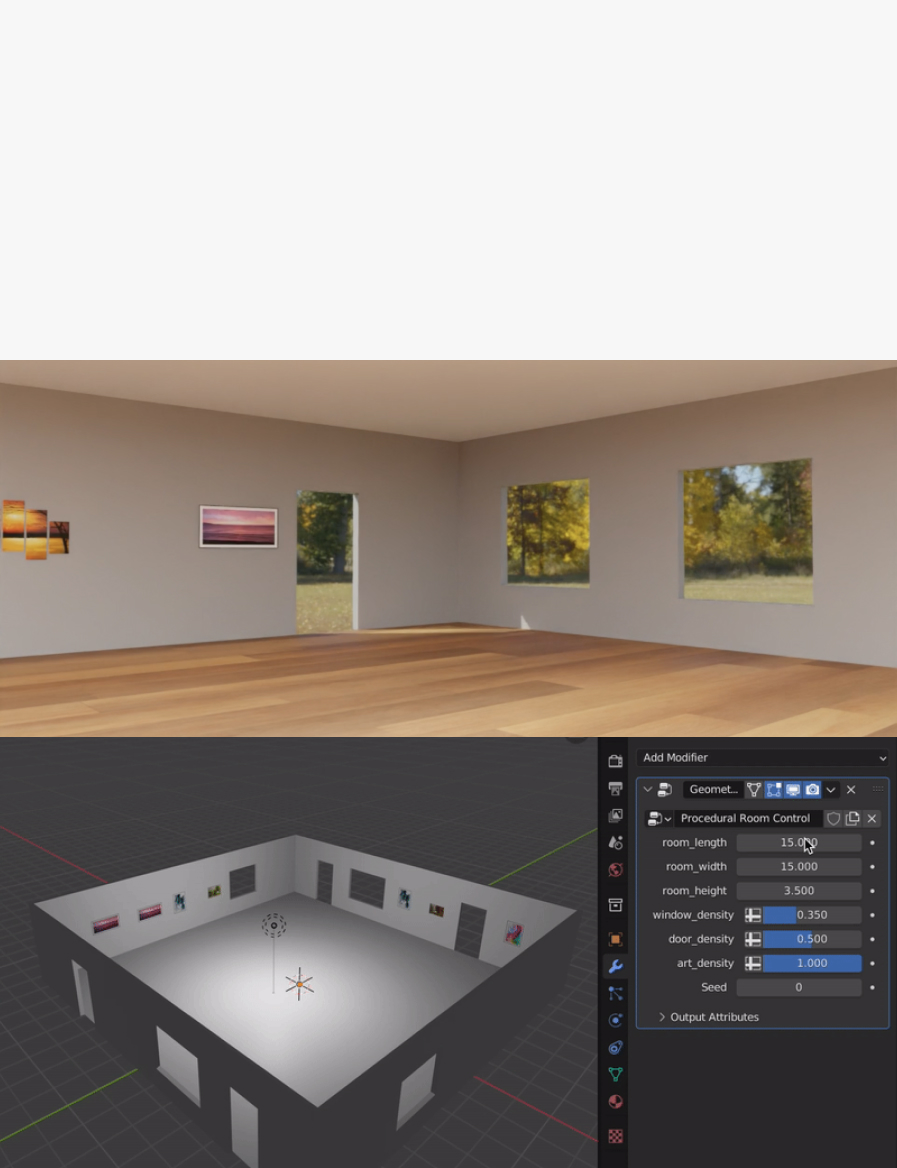 Add Modifier
Geomet...
Procedural Room Control
room_length 15.000
room_width 15.000
room_height 3.500
window_density 0.350
door_density 0.500
art_density 1.000
Seed 0
Output Attributes